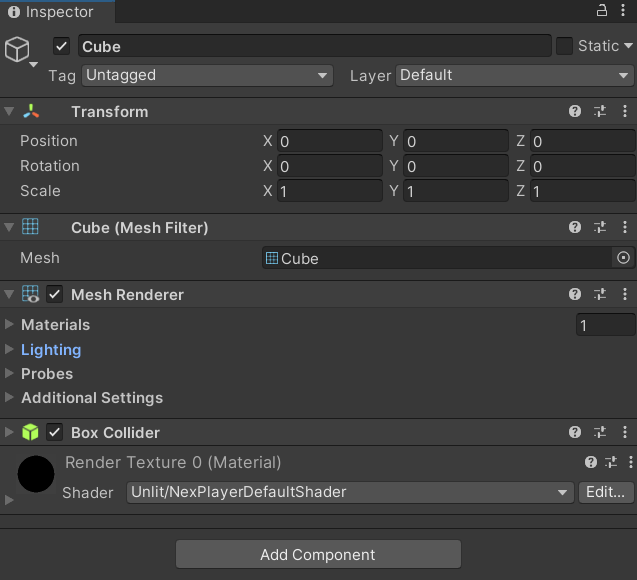 Inspector
Cube Static
Tag Untagged Layer Default
Transform
Position X 0 Y 0 Z 0
Rotation X 0 Y 0 Z 0
Scale X 1 Y 1 Z 1
Cube (Mesh Filter)
Mesh Cube
Mesh Renderer
Materials 1
Lighting
Probes
Additional Settings
Box Collider
Render Texture 0 (Material)
Shader Unlit/NexPlayerDefaultShader Edit...
Add Component